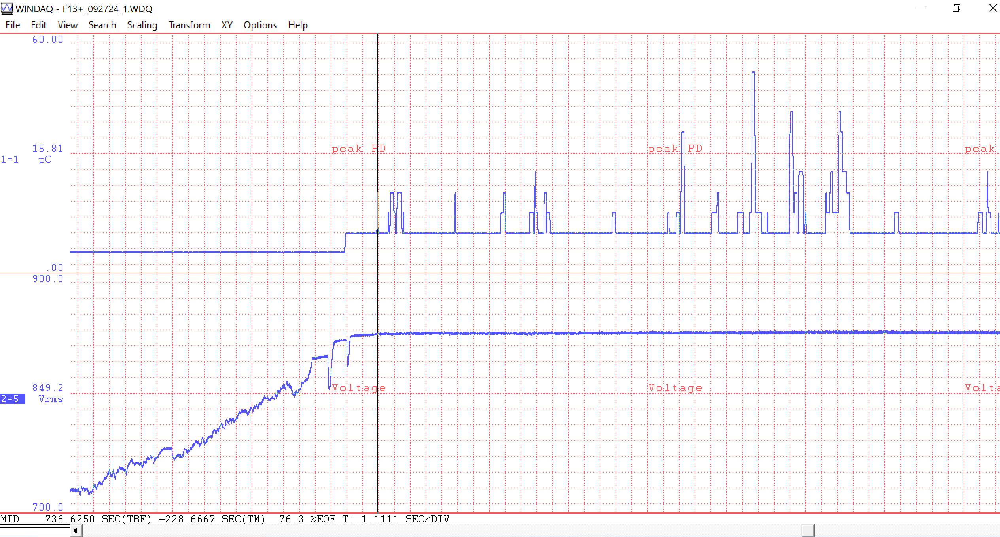 WINDAQ - F13+_092724_1.WDQ
File Edit View Search Scaling Transform XY Options Help
60.00
15.81 peak PD peak PD peak
1=1 pC
.00
900.0
849.2 Voltage Voltage Volta
2=5 Vrms
700.0
MID 736.6250 SEC(TBF) -228.6667 SEC(TM) 76.3 %EOF T: 1.1111 SEC/DIV